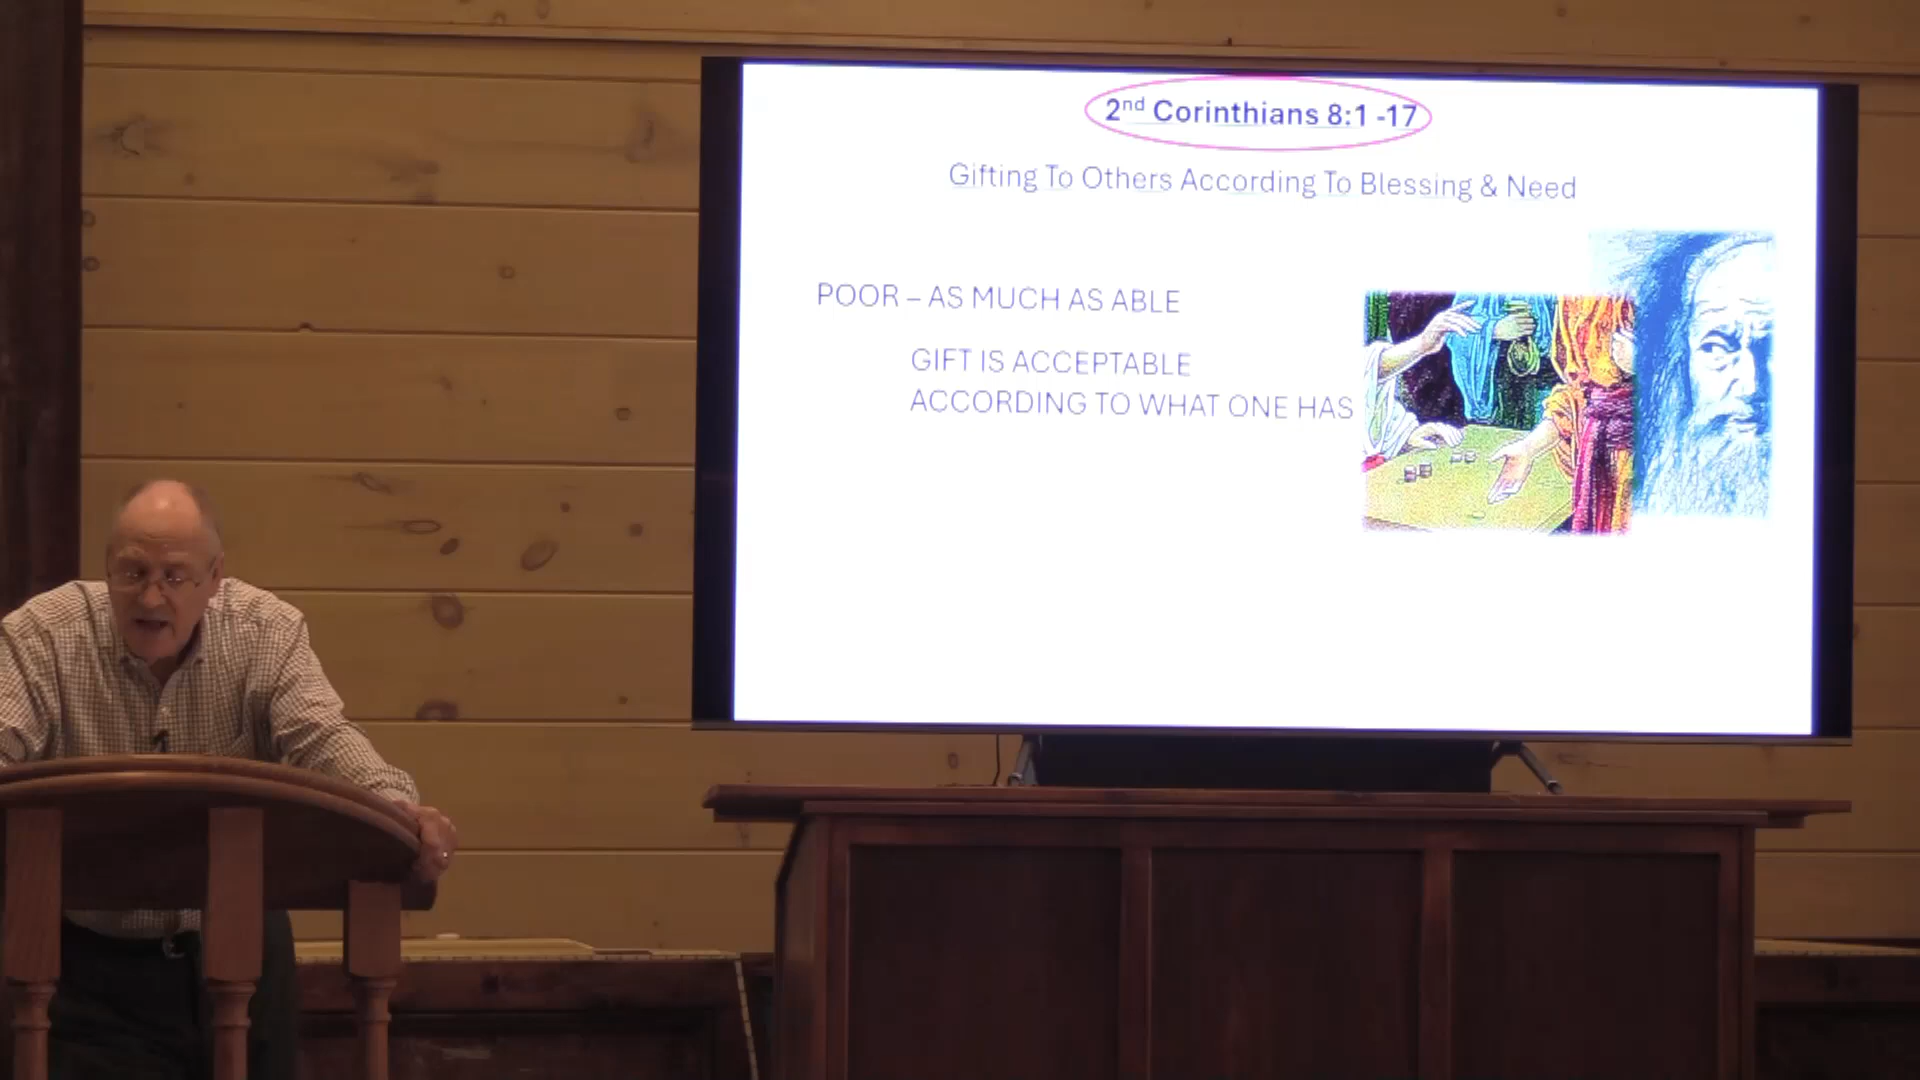 2nd Corinthians 8:1 -17
Gifting To Others According To Blessing & Need
POOR – AS MUCH AS ABLE
GIFT IS ACCEPTABLE
ACCORDING TO WHAT ONE HAS